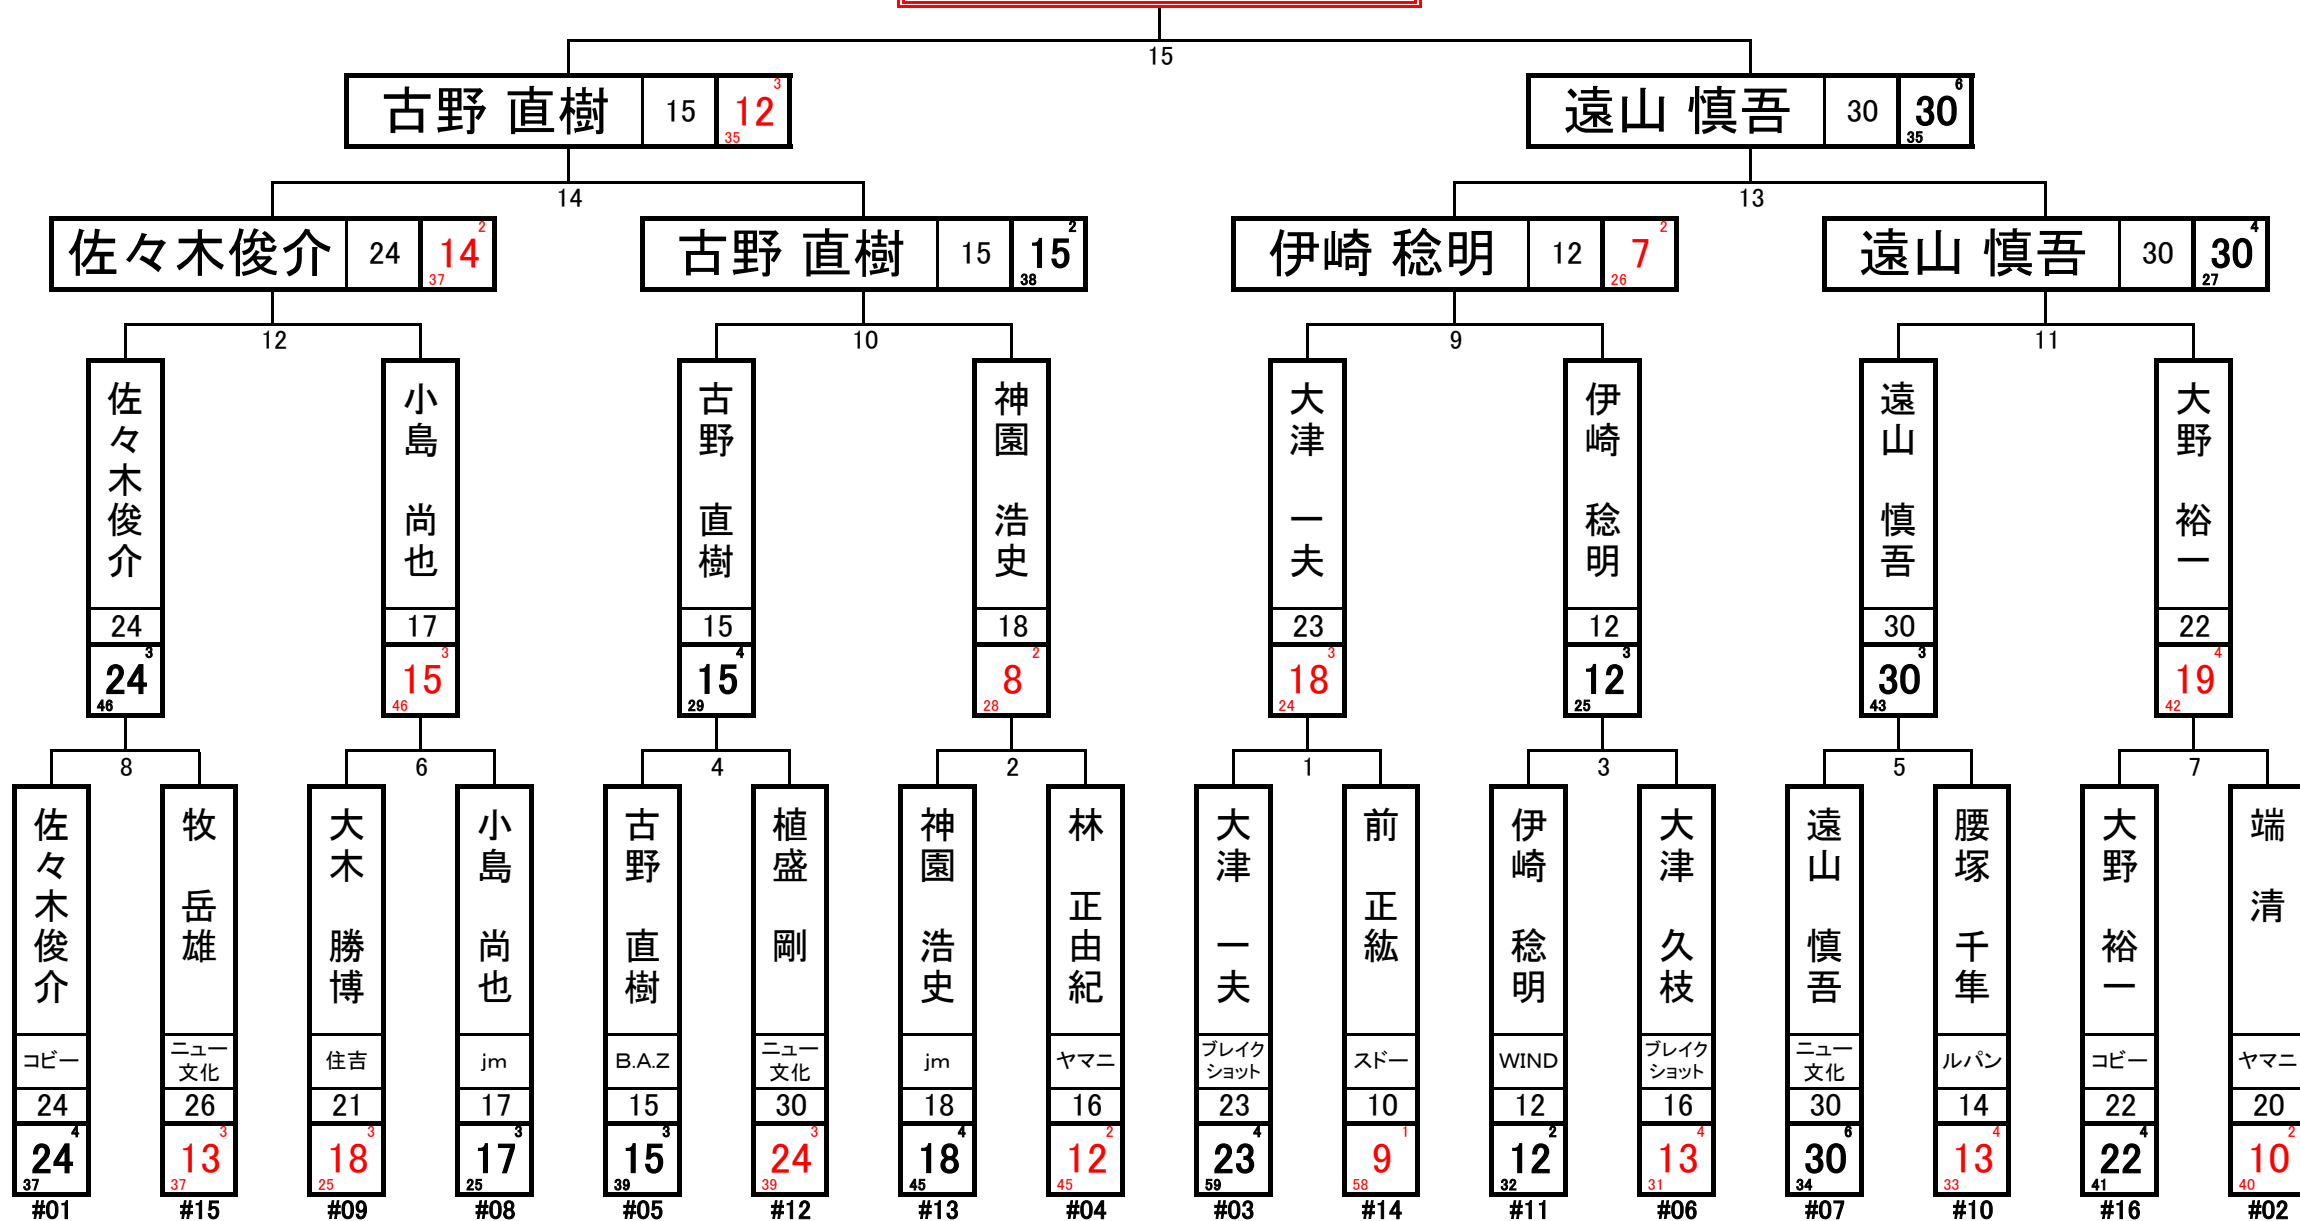 15
古野 直樹 15 12 3 35
遠山 慎吾 30 30 6 35
14
13
佐々木俊介 24 14 2 37
古野 直樹 15 15 2 38
伊崎 稔明 12 7 2 26
遠山 慎吾 30 30 4 27
12
10
9
11
佐々木俊介 24 24 3 46
小島 尚也 17 15 3 46
古野 直樹 15 15 4 29
神園 浩史 18 8 2 28
大津 一夫 23 18 3 24
伊崎 稔明 12 12 3 25
遠山 慎吾 30 30 3 43
大野 裕一 22 19 4 42
8
6
4
2
1
3
5
7
佐々木俊介 コビー 24 24 4 37 #01
牧 岳雄 ニュー文化 26 13 3 37 #15
大木 勝博 住吉 21 18 3 25 #09
小島 尚也 jm 17 17 3 25 #08
古野 直樹 B.A.Z 15 15 3 39 #05
植盛 剛 ニュー文化 30 24 3 39 #12
神園 浩史 jm 18 18 4 45 #13
林 正由紀 ヤマニ 16 12 2 45 #04
大津 一夫 ブレイクショット 23 23 4 59 #03
前 正紘 スドー 10 9 1 58 #14
伊崎 稔明 WIND 12 12 2 32 #11
大津 久枝 ブレイクショット 16 13 4 31 #06
遠山 慎吾 ニュー文化 30 30 6 34 #07
腰塚 千隼 ルパン 14 13 4 33 #10
大野 裕一 コビー 22 22 4 41 #16
端 清 ヤマニ 20 10 2 40 #02